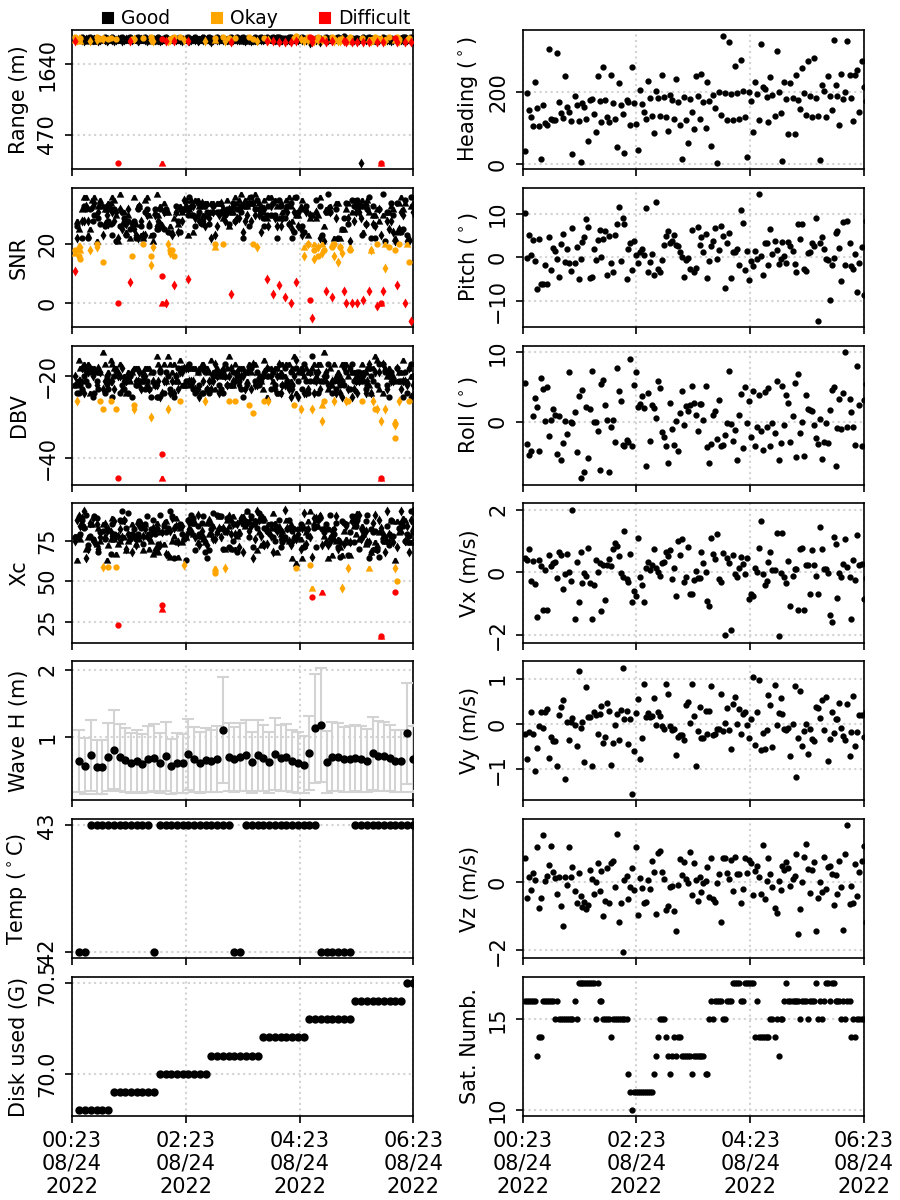 Good Okay Difficult
Range (m)
1640
470
Heading (°)
200
0
SNR
20
0
Pitch (°)
10
0
−10
DBV
−20
−40
Roll (°)
10
0
Xc
75
50
25
Vx (m/s)
2
0
−2
Wave H (m)
2
1
Vy (m/s)
1
0
−1
Temp (°C)
43
42
Vz (m/s)
0
−2
Disk used (G)
70.5
70.0
Sat. Numb.
15
10
00:23 02:23 04:23 06:23
08/24 08/24 08/24 08/24
2022 2022 2022 2022
00:23 02:23 04:23 06:23
08/24 08/24 08/24 08/24
2022 2022 2022 2022